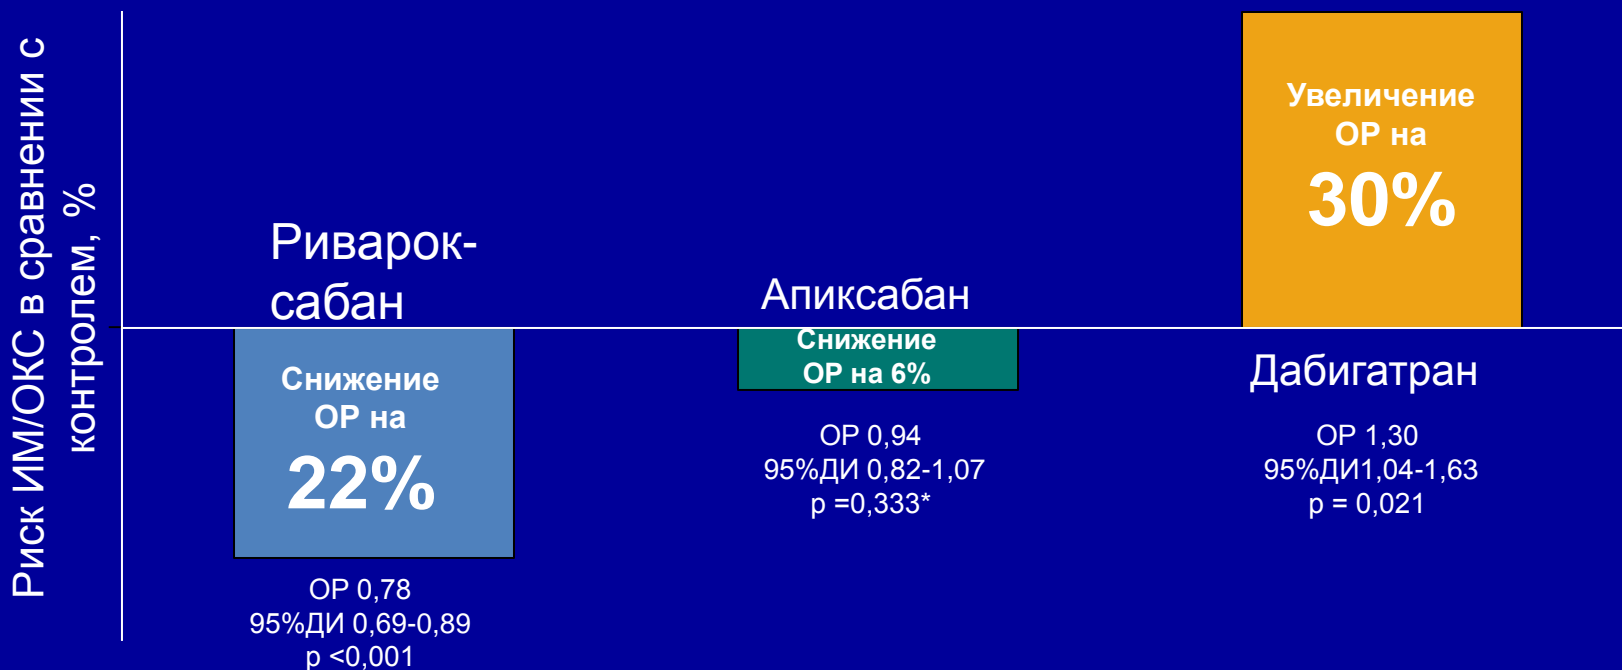 Риск ИМ/ОКС в сравнении с
контролем, %
Риварок-
сабан
Снижение
ОР на
22%
ОР 0,78
95%ДИ 0,69-0,89
p <0,001
Апиксабан
Снижение
ОР на 6%
ОР 0,94
95%ДИ 0,82-1,07
p =0,333*
Увеличение
ОР на
30%
Дабигатран
ОР 1,30
95%ДИ1,04-1,63
p = 0,021